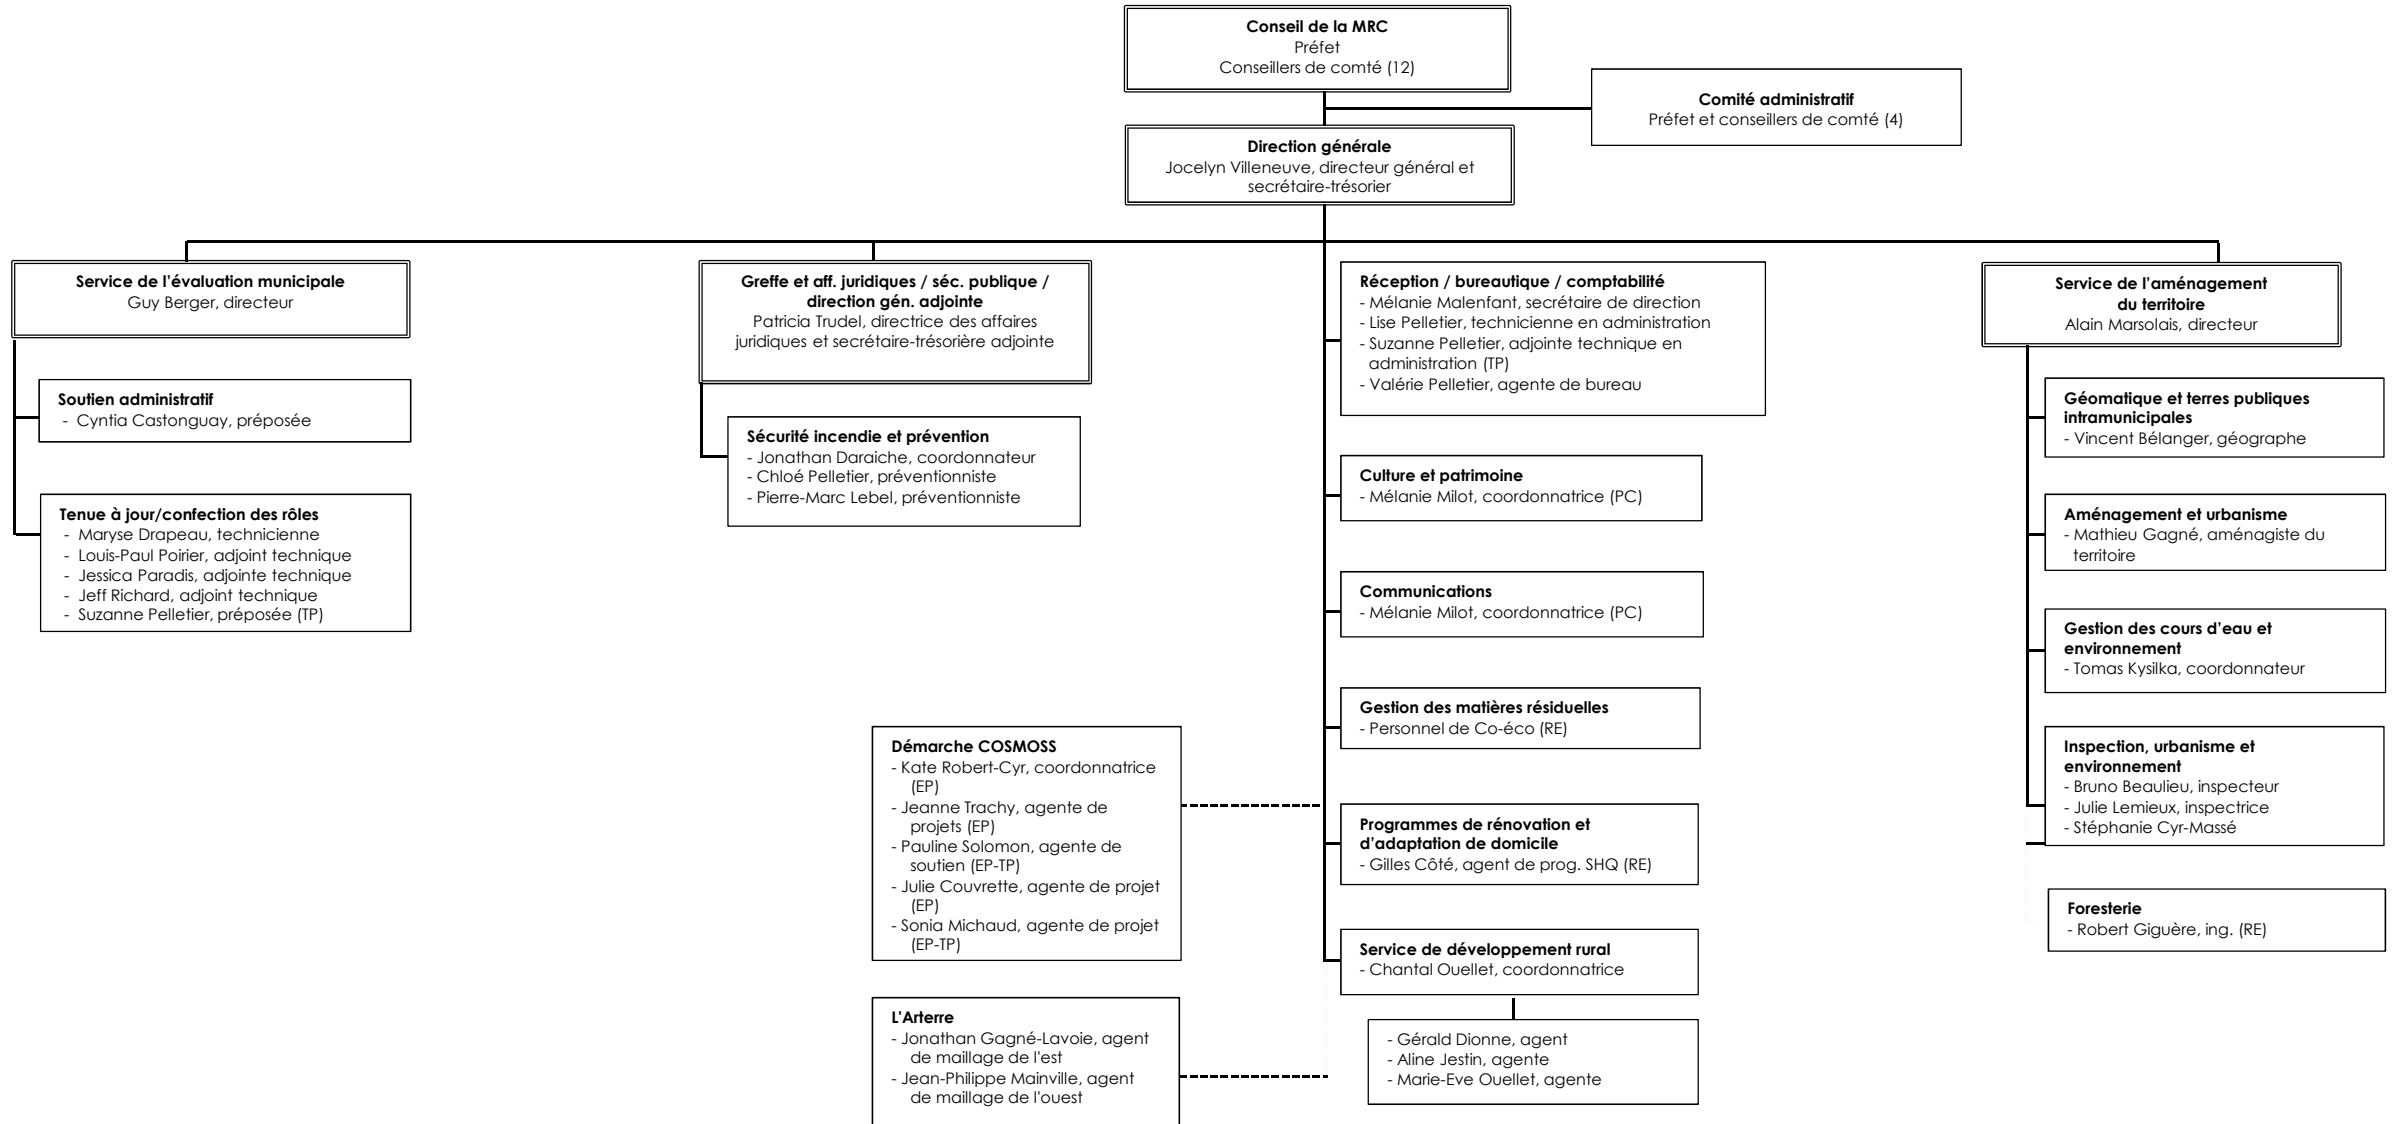 Conseil de la MRC
Préfet
Conseillers de comté (12)
Comité administratif
Préfet et conseillers de comté (4)
Direction générale
Jocelyn Villeneuve, directeur général et
secrétaire-trésorier
Service de l’évaluation municipale
Guy Berger, directeur
Soutien administratif
- Cyntia Castonguay, préposée
Tenue à jour/confection des rôles
- Maryse Drapeau, technicienne
- Louis-Paul Poirier, adjoint technique
- Jessica Paradis, adjointe technique
- Jeff Richard, adjoint technique
- Suzanne Pelletier, préposée (TP)
Greffe et aff. juridiques / séc. publique /
direction gén. adjointe
Patricia Trudel, directrice des affaires
juridiques et secrétaire-trésorière adjointe
Sécurité incendie et prévention
- Jonathan Daraiche, coordonnateur
- Chloé Pelletier, préventionniste
- Pierre-Marc Lebel, préventionniste
Réception / bureautique / comptabilité
- Mélanie Malenfant, secrétaire de direction
- Lise Pelletier, technicienne en administration
- Suzanne Pelletier, adjointe technique en
administration (TP)
- Valérie Pelletier, agente de bureau
Culture et patrimoine
- Mélanie Milot, coordonnatrice (PC)
Communications
- Mélanie Milot, coordonnatrice (PC)
Gestion des matières résiduelles
- Personnel de Co-éco (RE)
Programmes de rénovation et
d’adaptation de domicile
- Gilles Côté, agent de prog. SHQ (RE)
Service de développement rural
- Chantal Ouellet, coordonnatrice
- Gérald Dionne, agent
- Aline Jestin, agente
- Marie-Eve Ouellet, agente
Démarche COSMOSS
- Kate Robert-Cyr, coordonnatrice
(EP)
- Jeanne Trachy, agente de
projets (EP)
- Pauline Solomon, agente de
soutien (EP-TP)
- Julie Couvrette, agente de projet
(EP)
- Sonia Michaud, agente de projet
(EP-TP)
L'Arterre
- Jonathan Gagné-Lavoie, agent
de maillage de l'est
- Jean-Philippe Mainville, agent
de maillage de l'ouest
Service de l’aménagement
du territoire
Alain Marsolais, directeur
Géomatique et terres publiques
intramunicipales
- Vincent Bélanger, géographe
Aménagement et urbanisme
- Mathieu Gagné, aménagiste du
territoire
Gestion des cours d’eau et
environnement
- Tomas Kysilka, coordonnateur
Inspection, urbanisme et
environnement
- Bruno Beaulieu, inspecteur
- Julie Lemieux, inspectrice
- Stéphanie Cyr-Massé
Foresterie
- Robert Giguère, ing. (RE)